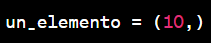 un_elemento = (10,)